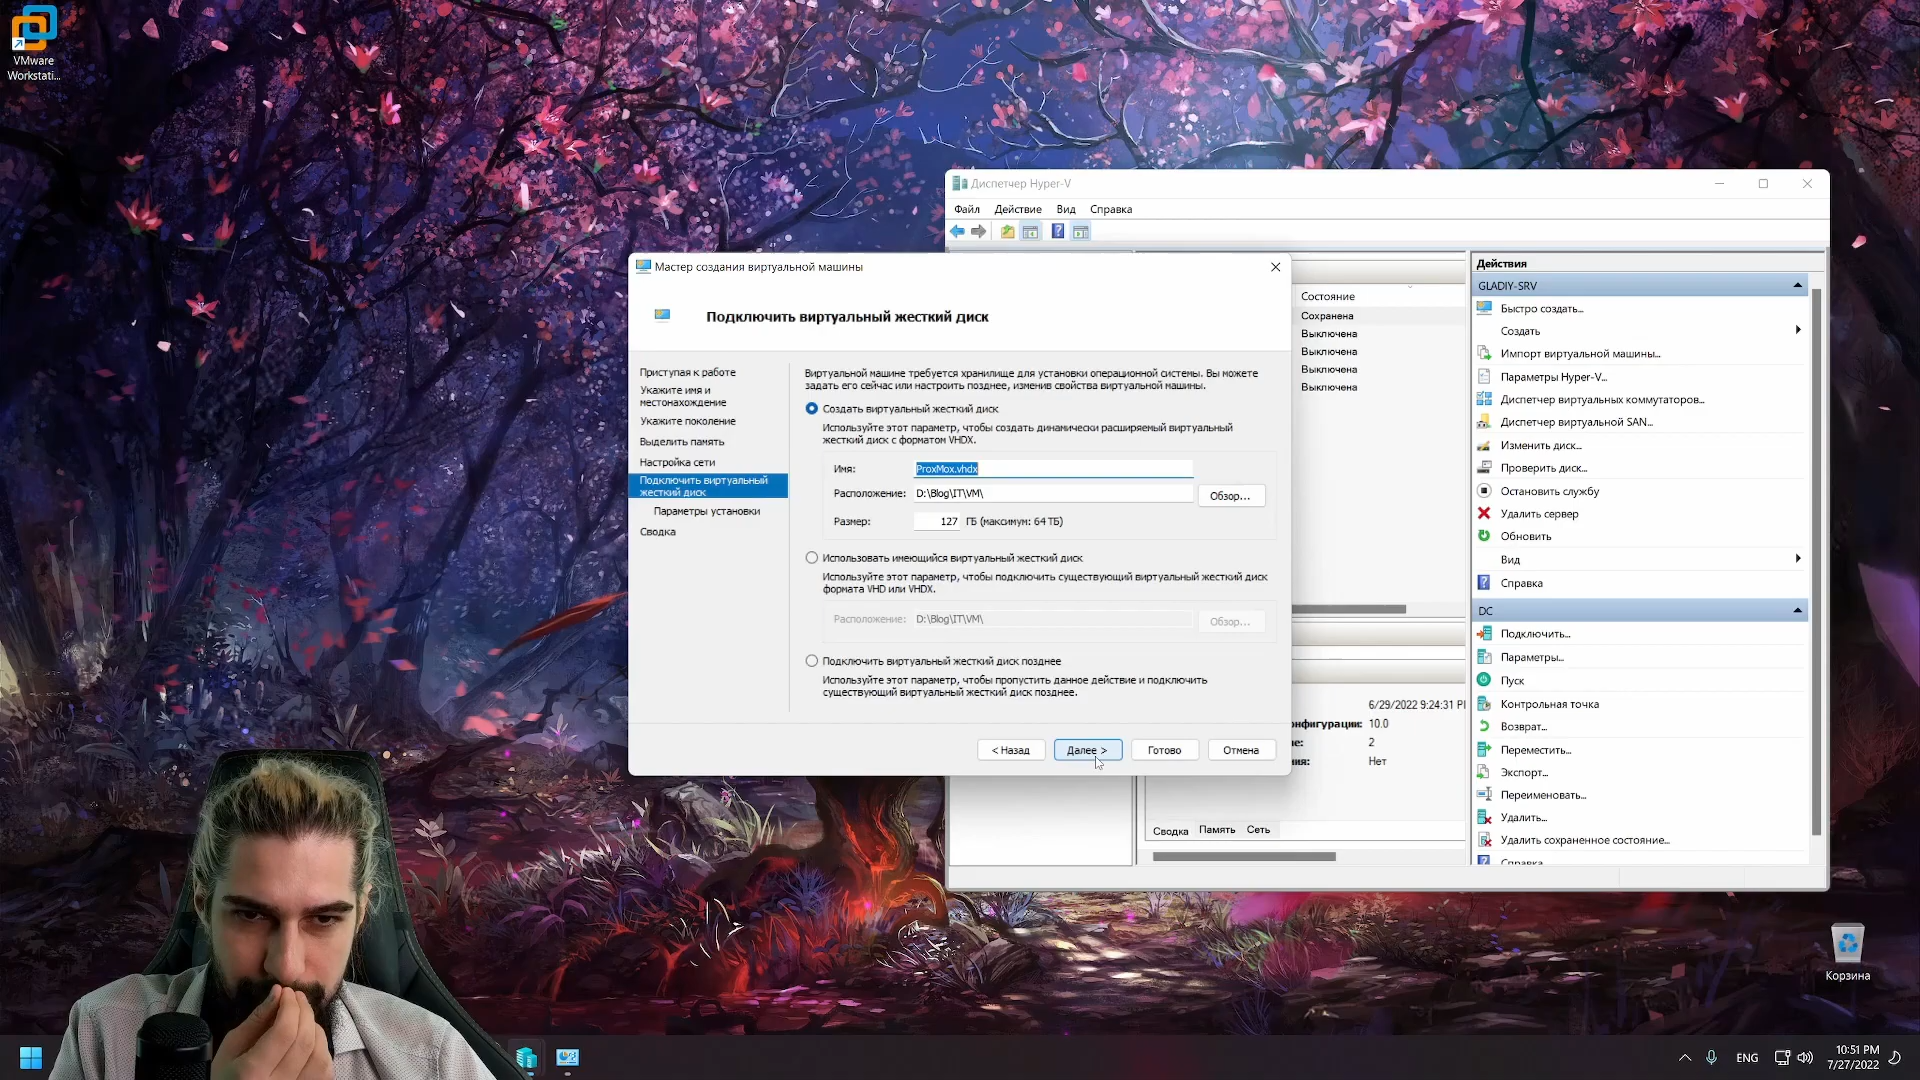 VMware
Workstati...
Диспетчер Hyper-V
Файл Действие Вид Справка
Мастер создания виртуальной машины
Подключить виртуальный жесткий диск
Приступая к работе
Укажите имя и
местонахождение
Укажите поколение
Выделить память
Настройка сети
Подключить виртуальный
жесткий диск
Параметры установки
Сводка
Виртуальной машине требуется хранилище для установки операционной системы. Вы можете
задать его сейчас или настроить позднее, изменив свойства виртуальной машины.
Создать виртуальный жесткий диск
Используйте этот параметр, чтобы создать динамически расширяемый виртуальный
жесткий диск с форматом VHDX.
Имя: ProxMox.vhdx
Расположение: D:\Blog\IT\VM\ Обзор...
Размер: 127 ГБ (максимум: 64 ТБ)
Использовать имеющийся виртуальный жесткий диск
Используйте этот параметр, чтобы подключить существующий виртуальный жесткий диск
формата VHD или VHDX.
Расположение: D:\Blog\IT\VM\ Обзор...
Подключить виртуальный жесткий диск позднее
Используйте этот параметр, чтобы пропустить данное действие и подключить
существующий виртуальный жесткий диск позднее.
< Назад Далее > Готово Отмена
Состояние
Сохранена
Выключена
Выключена
Выключена
Выключена
6/29/2022 9:24:31 PI
онфигурации: 10.0
не: 2
ния: Нет
Сводка Память Сеть
Действия
GLADIY-SRV
Быстро создать...
Создать
Импорт виртуальной машины...
Параметры Hyper-V...
Диспетчер виртуальных коммутаторов...
Диспетчер виртуальной SAN...
Изменить диск...
Проверить диск...
Остановить службу
Удалить сервер
Обновить
Вид
Справка
DC
Подключить...
Параметры...
Пуск
Контрольная точка
Возврат...
Переместить...
Экспорт...
Переименовать...
Удалить...
Удалить сохраненное состояние...
Справка
Корзина
ENG
10:51 PM
7/27/2022